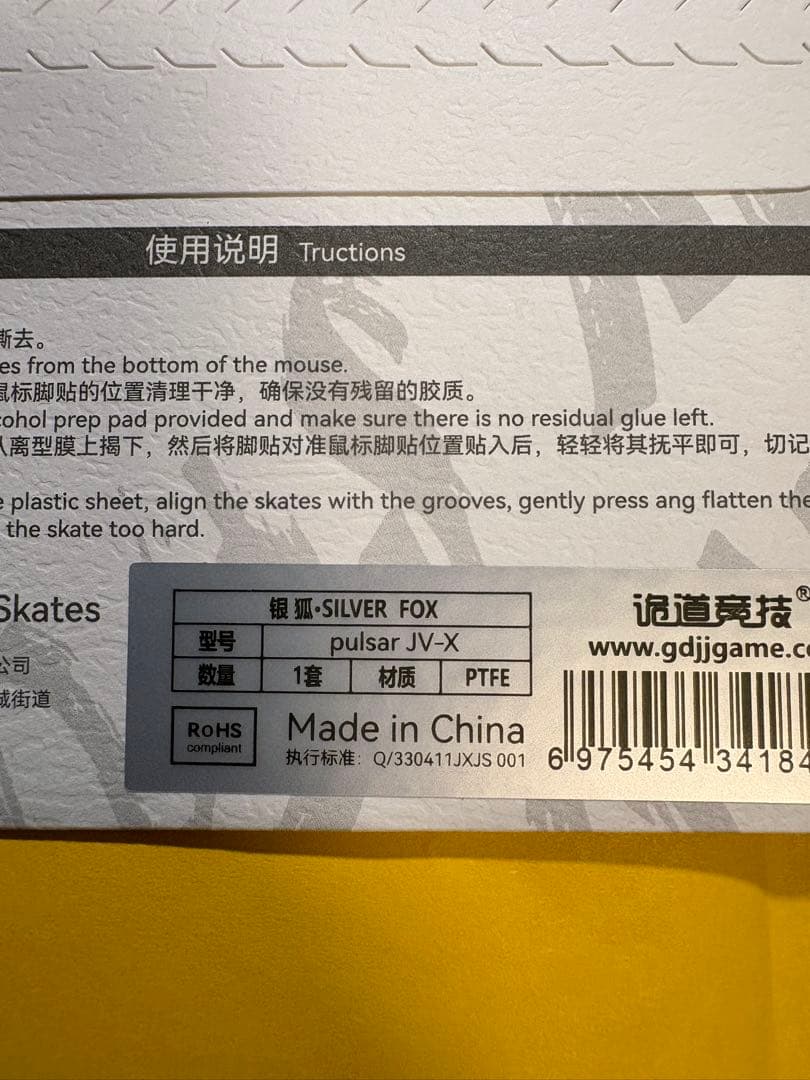 使用说明 Tructions
撕去。
es from the bottom of the mouse.
鼠标脚贴的位置清理干净，确保没有残留的胶质。
cohol prep pad provided and make sure there is no residual glue left.
从离型膜上揭下，然后将脚贴对准鼠标脚贴位置贴入后，轻轻将其抚平即可，切记
e plastic sheet, align the skates with the grooves, gently press ang flatten the
the skate too hard.
Skates
公司
城街道
银狐·SILVER FOX
型号 pulsar JV-X
数量 1套 材质 PTFE
RoHS
compliant
Made in China
执行标准：Q/330411JXJS 001
诡道竞技®
www.gdjjgame.co
6 975454 34184